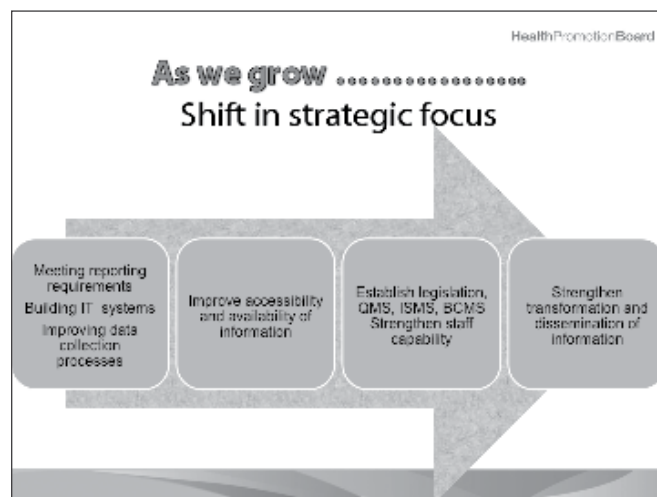 HealthPromotionBoard
As we grow .................
Shift in strategic focus
Meeting reporting
requirements
Building IT systems
Improving data
collection
processes
Improve accessibility
and availability of
information
Establish legislation,
QMS, ISMS, BCMS
Strengthen staff
capability
Strengthen
transformation and
dissemination of
information